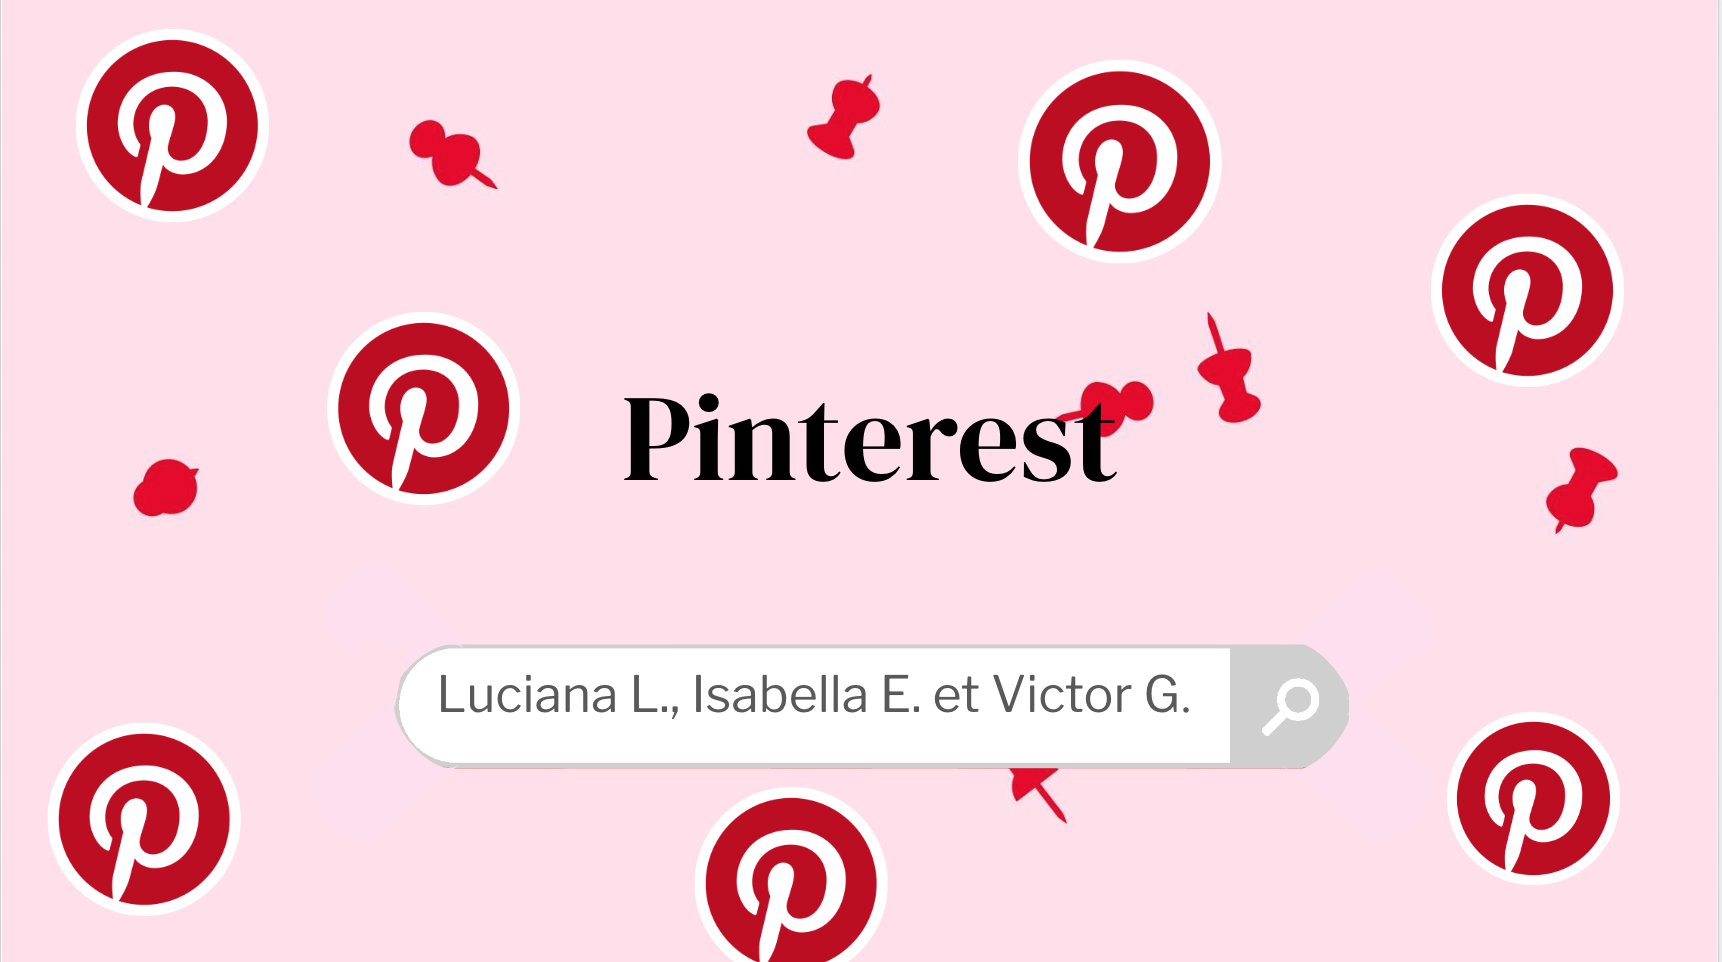 Pinterest
Luciana L., Isabella E. et Victor G.